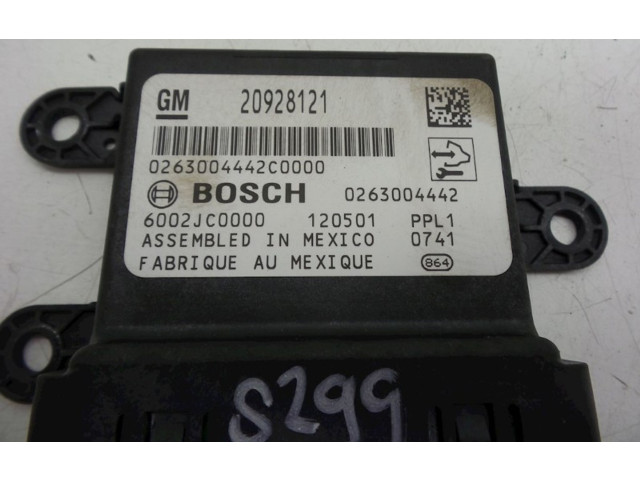 GM 20928121
0263004442C0000
BOSCH 0263004442
6002JC0000 120501 PPL1
ASSEMBLED IN MEXICO 0741
FABRIQUE AU MEXIQUE 864
S299